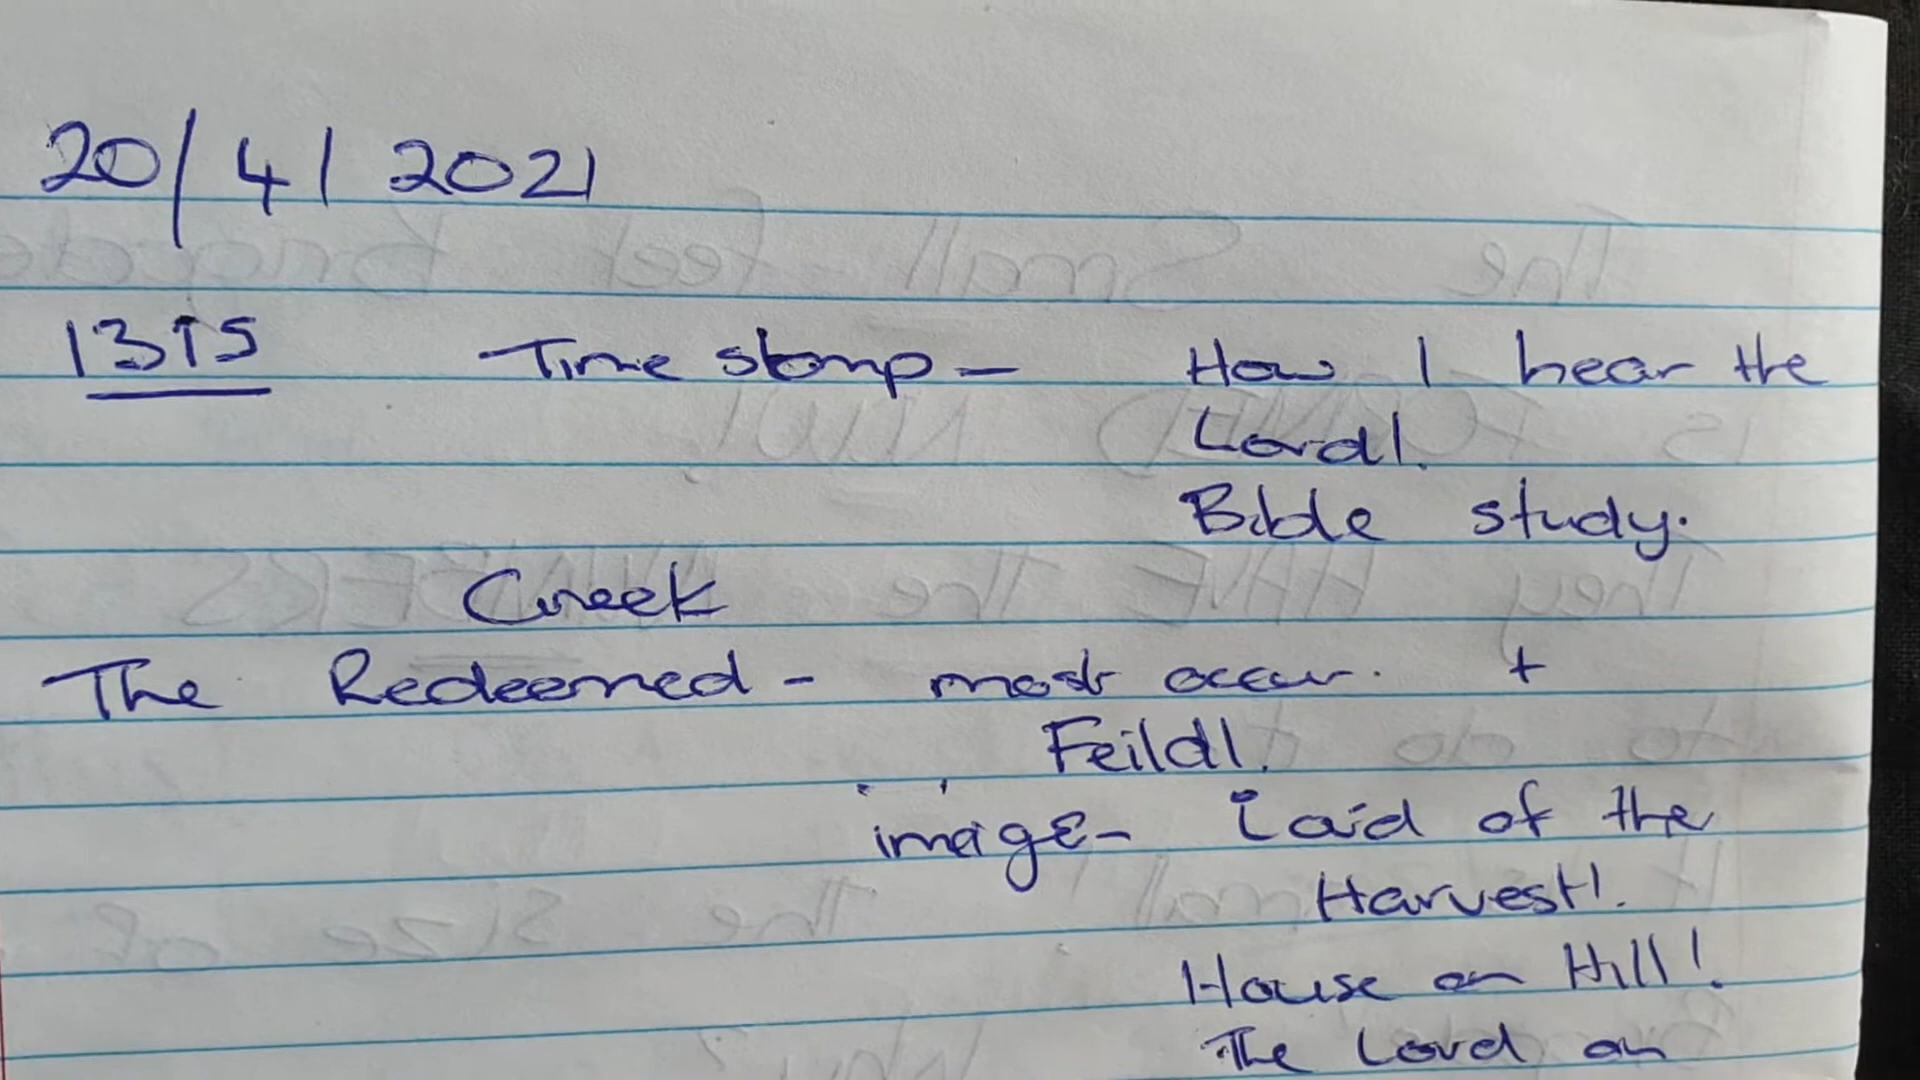 20/4/2021
1315 Time stamp - How I hear the
Lord!.
Bible study.
Creek
The Redeemed - most occur. +
Feild!.
image - Laid of the
Harvest!.
House on Hill!.
The Lord on